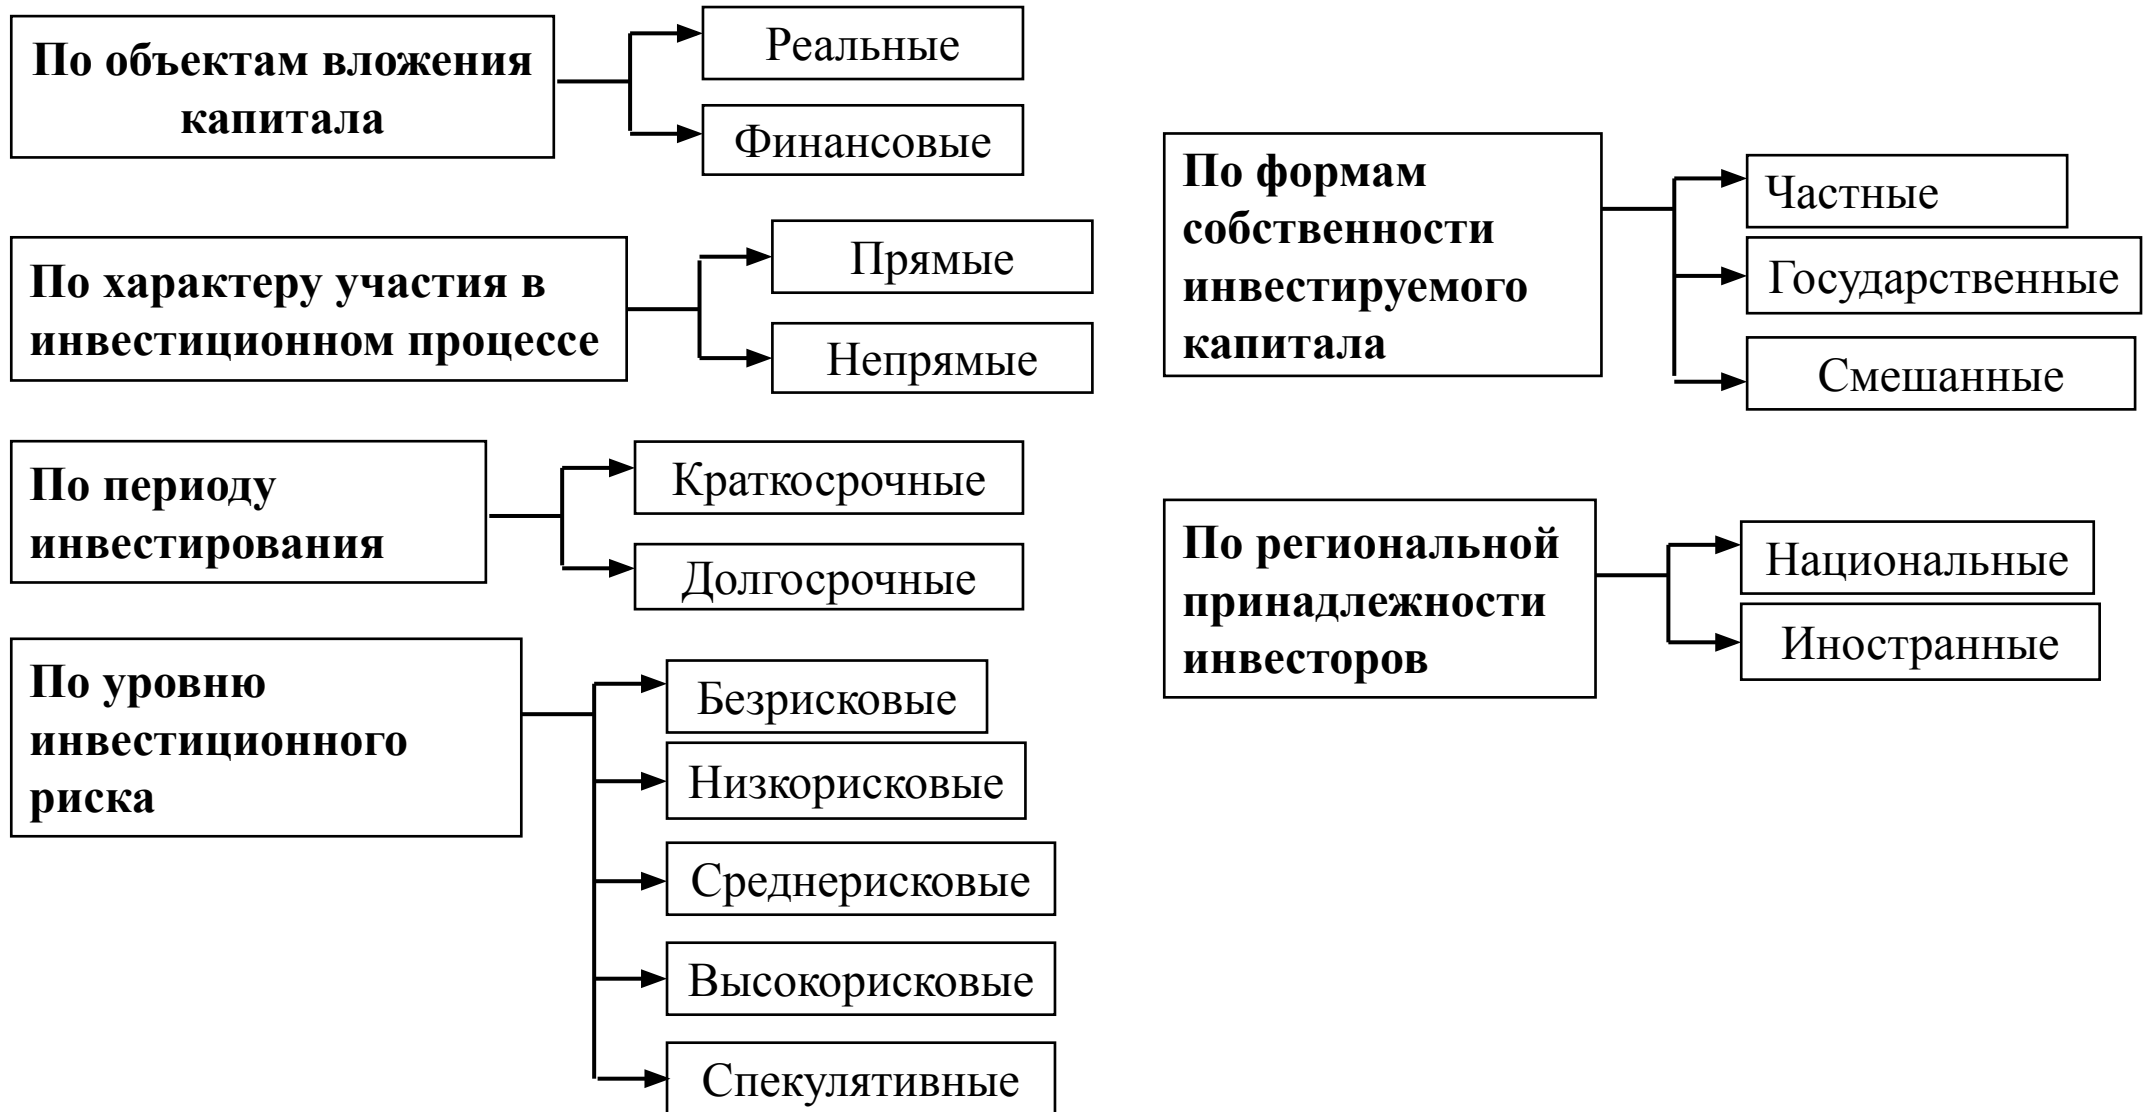 По объектам вложения
капитала
Реальные
Финансовые
По характеру участия в
инвестиционном процессе
Прямые
Непрямые
По периоду
инвестирования
Краткосрочные
Долгосрочные
По уровню
инвестиционного
риска
Безрисковые
Низкорисковые
Среднерисковые
Высокорисковые
Спекулятивные
По формам
собственности
инвестируемого
капитала
Частные
Государственные
Смешанные
По региональной
принадлежности
инвесторов
Национальные
Иностранные